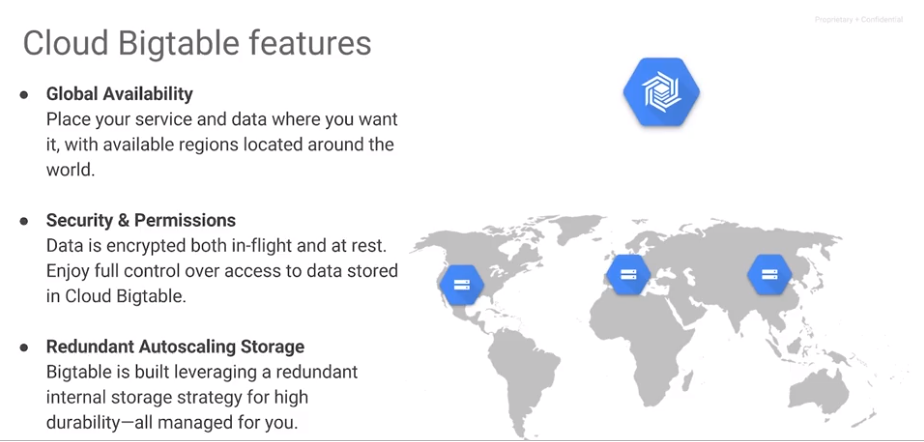 Proprietary + Confidential
Cloud Bigtable features
● Global Availability
Place your service and data where you want
it, with available regions located around the
world.
● Security & Permissions
Data is encrypted both in-flight and at rest.
Enjoy full control over access to data stored
in Cloud Bigtable.
● Redundant Autoscaling Storage
Bigtable is built leveraging a redundant
internal storage strategy for high
durability—all managed for you.